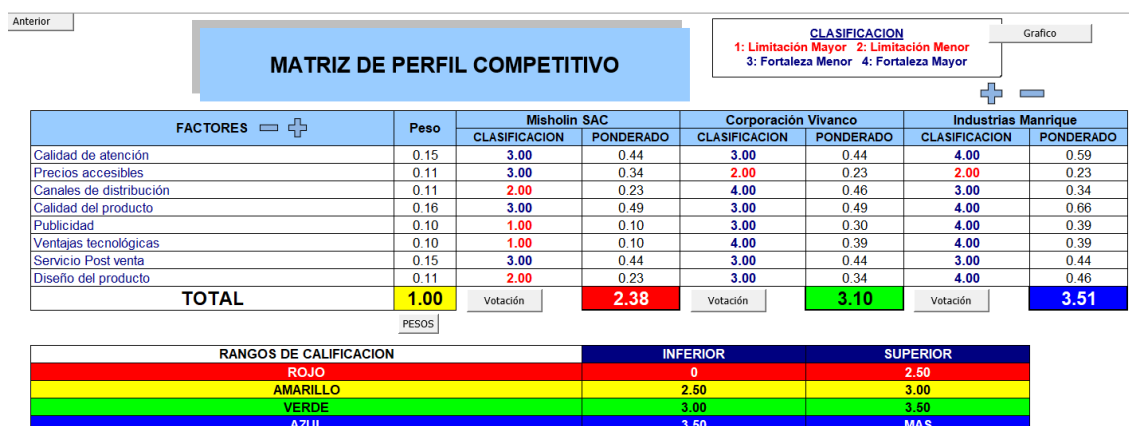 Anterior
CLASIFICACION
Grafico
1: Limitación Mayor 2: Limitación Menor
3: Fortaleza Menor 4: Fortaleza Mayor
MATRIZ DE PERFIL COMPETITIVO
FACTORES Peso Misholin SAC Corporación Vivanco Industrias Manrique
CLASIFICACION PONDERADO CLASIFICACION PONDERADO CLASIFICACION PONDERADO
Calidad de atención 0.15 3.00 0.44 3.00 0.44 4.00 0.59
Precios accesibles 0.11 3.00 0.34 2.00 0.23 2.00 0.23
Canales de distribución 0.11 2.00 0.23 4.00 0.46 3.00 0.34
Calidad del producto 0.16 3.00 0.49 3.00 0.49 4.00 0.66
Publicidad 0.10 1.00 0.10 3.00 0.30 4.00 0.39
Ventajas tecnológicas 0.10 1.00 0.10 4.00 0.39 4.00 0.39
Servicio Post venta 0.15 3.00 0.44 3.00 0.44 3.00 0.44
Diseño del producto 0.11 2.00 0.23 3.00 0.34 4.00 0.46
TOTAL 1.00 Votación 2.38 Votación 3.10 Votación 3.51
PESOS
RANGOS DE CALIFICACION INFERIOR SUPERIOR
ROJO 0 2.50
AMARILLO 2.50 3.00
VERDE 3.00 3.50
AZUL 3.50 MAS